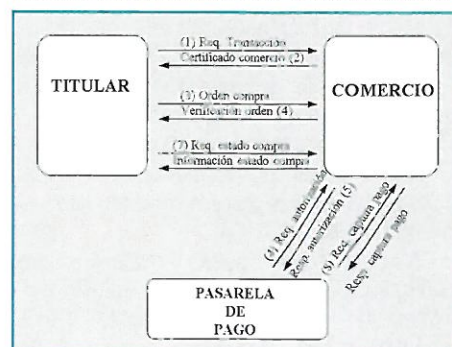 (1) Req. Transacción
Certificado comercio (2)
TITULAR
COMERCIO
(3) Orden compra
Verificación orden (4)
(7) Req. estado compra
Información estado compra
(4) Req. autorización
Resp. autorización (5)
Req. captura pago
Resp. captura pago
PASARELA
DE
PAGO